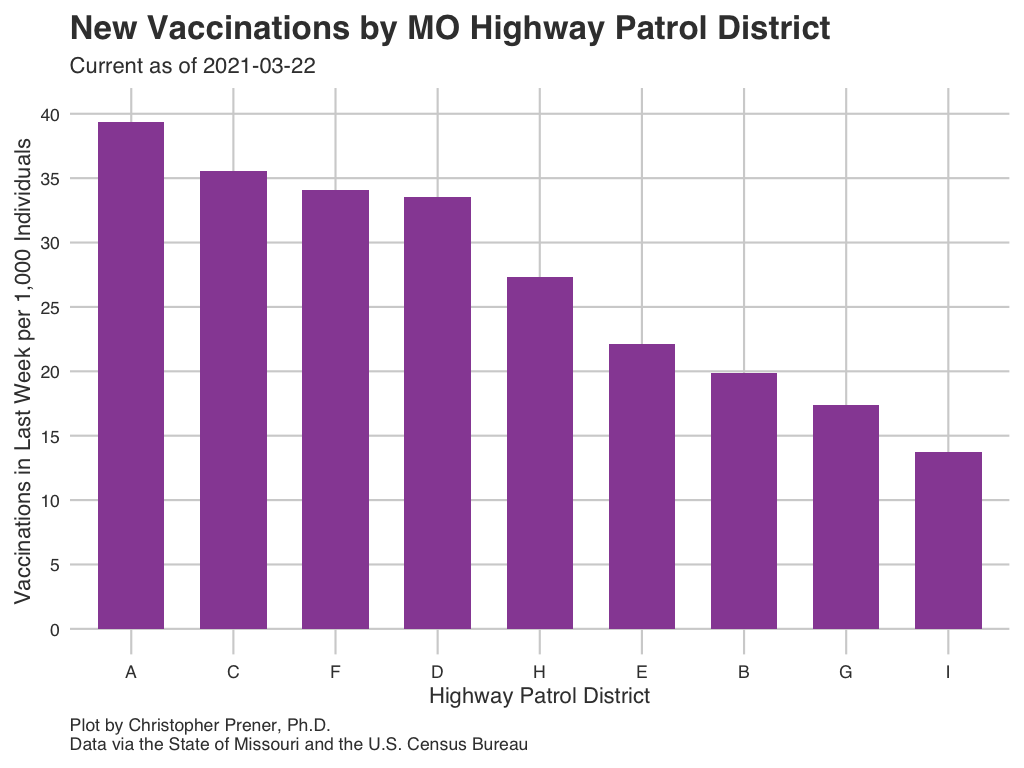 New Vaccinations by MO Highway Patrol District
Current as of 2021-03-22
Vaccinations in Last Week per 1,000 Individuals
40
35
30
25
20
15
10
5
0
A C F D H E B G I
Highway Patrol District
Plot by Christopher Prener, Ph.D.
Data via the State of Missouri and the U.S. Census Bureau